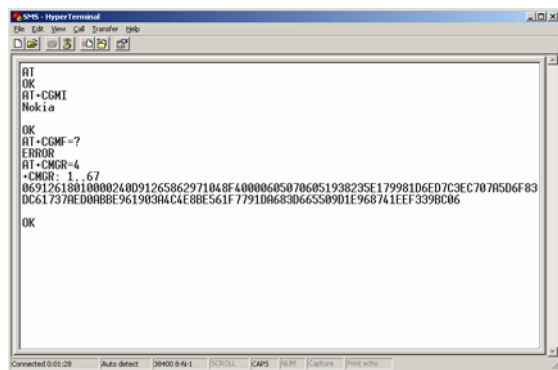 SMS - HyperTerminal
File Edit View Call Transfer Help
AT
OK
AT+CGMI
Nokia
OK
AT+CGMF=?
ERROR
AT+CMGR=4
+CMGR: 1,,67
06912618010000240D91265862971048F40000605070605193823 5E179981D6ED7C3EC707A5D6F83
DC61737AED0ABBE961903A4C4E8BE561F7791DA683D665509D1E968741EEF339BC06
OK
Connected 0:01:28 Auto detect 38400 8-N-1 SCROLL CAPS NUM Capture Print echo